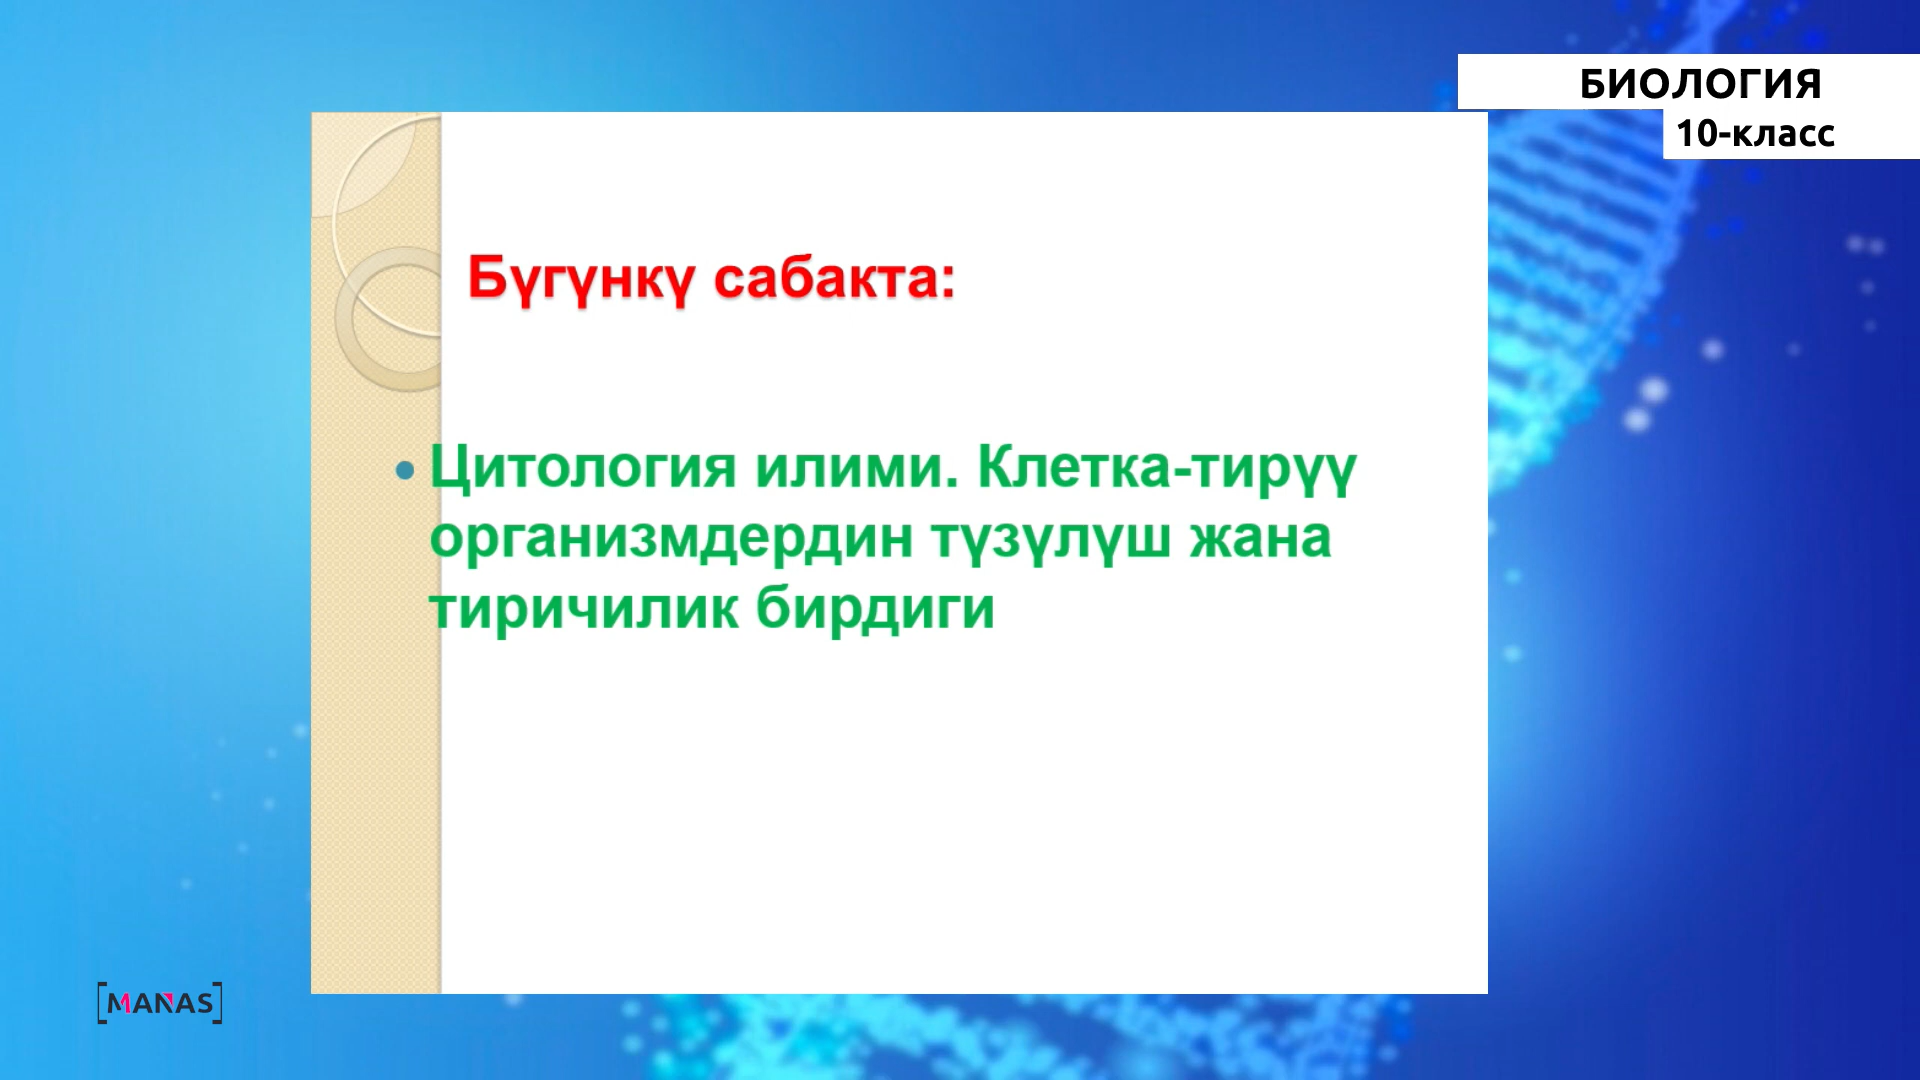 БИОЛОГИЯ
10-класс
Бүгүнкү сабакта:
• Цитология илими. Клетка-тирүү
организмдердин түзүлүш жана
тиричилик бирдиги
[MANAS]